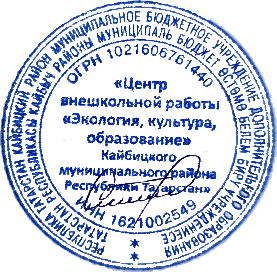 РЕСПУБЛИКА ТАТАРСТАН КАЙБИЦКИЙ РАЙОН МУНИЦИПАЛЬНОЕ БЮДЖЕТНОЕ УЧРЕЖДЕНИЕ ДОПОЛНИТЕЛЬНОГО ОБРАЗОВАНИЯ
ТАТАРСТАН РЕСПУБЛИКАСЫ КАЙБЫЧ РАЙОНЫ МУНИЦИПАЛЬ БЮДЖЕТ ӨСТӘМӘ БЕЛЕМ БИРҮ УЧРЕЖДЕНИЕСЕ
ОГРН 1021606761440
«Центр
внешкольной работы
«Экология, культура,
образование»
Кайбицкого
муниципального района
Республики Татарстан»
ИНН 1621002549